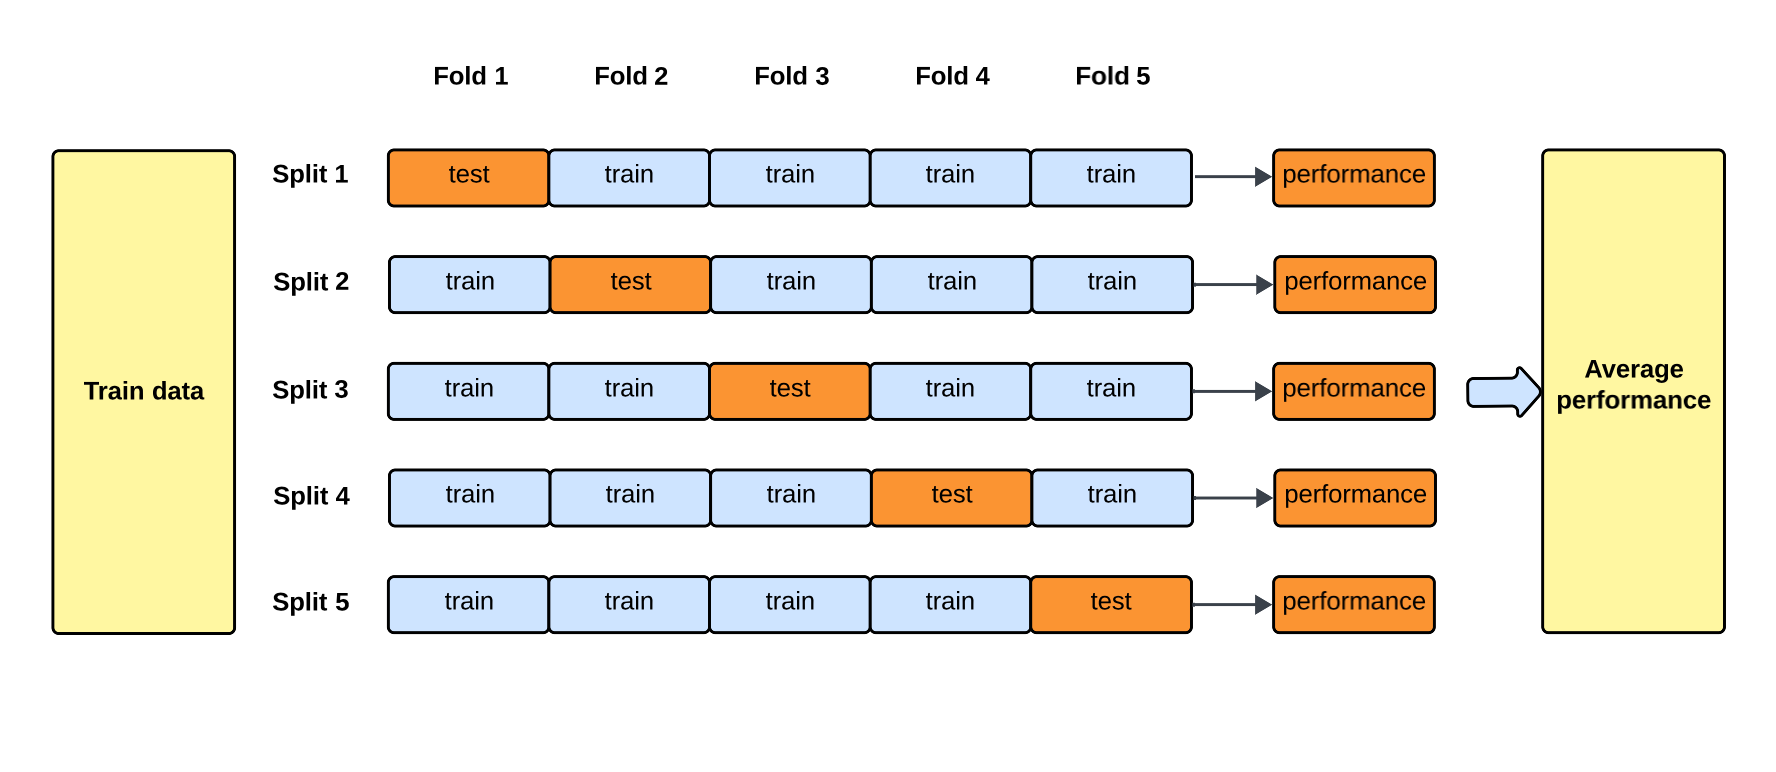 Fold 1 Fold 2 Fold 3 Fold 4 Fold 5
Split 1 test train train train train performance
Split 2 train test train train train performance
Train data
Split 3 train train test train train performance
Average
performance
Split 4 train train train test train performance
Split 5 train train train train test performance